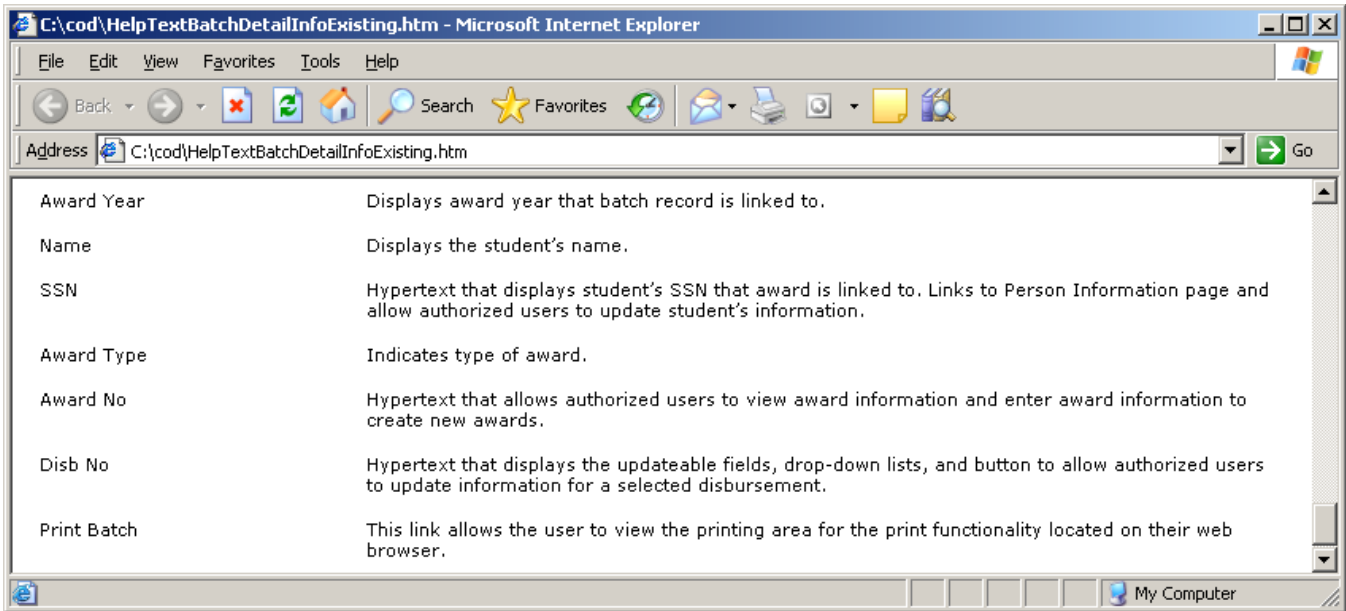 C:\cod\HelpTextBatchDetailInfoExisting.htm - Microsoft Internet Explorer
File Edit View Favorites Tools Help
Back Search Favorites
Address C:\cod\HelpTextBatchDetailInfoExisting.htm Go
Award Year Displays award year that batch record is linked to.
Name Displays the student's name.
SSN Hypertext that displays student's SSN that award is linked to. Links to Person Information page and
allow authorized users to update student's information.
Award Type Indicates type of award.
Award No Hypertext that allows authorized users to view award information and enter award information to
create new awards.
Disb No Hypertext that displays the updateable fields, drop-down lists, and button to allow authorized users
to update information for a selected disbursement.
Print Batch This link allows the user to view the printing area for the print functionality located on their web
browser.
My Computer